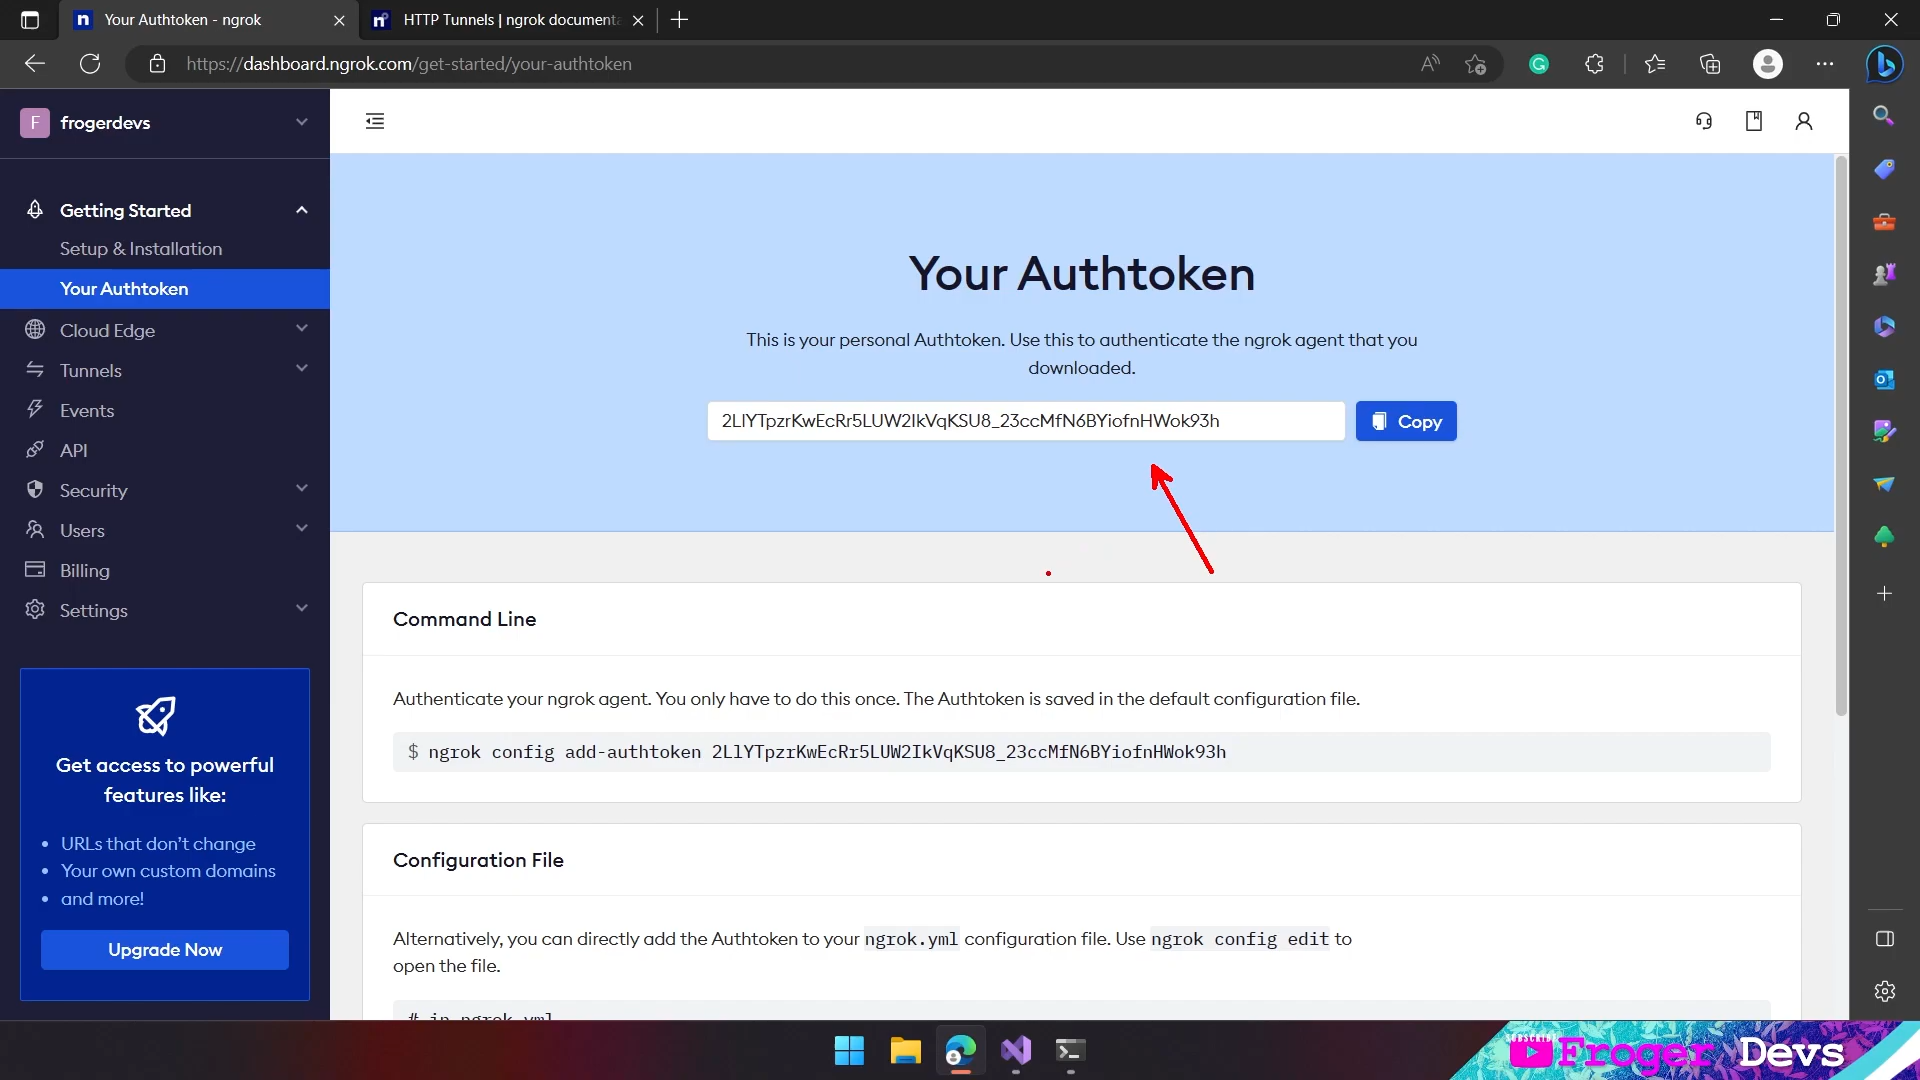 Your Authtoken - ngrok
HTTP Tunnels | ngrok documenta
https://dashboard.ngrok.com/get-started/your-authtoken
F frogerdevs
Getting Started
Setup & Installation
Your Authtoken
Cloud Edge
Tunnels
Events
API
Security
Users
Billing
Settings
Get access to powerful
features like:
• URLs that don't change
• Your own custom domains
• and more!
Upgrade Now
Your Authtoken
This is your personal Authtoken. Use this to authenticate the ngrok agent that you
downloaded.
2LlYTpzrKwEcRr5LUW2IkVqKSU8_23ccMfN6BYiofnHWok93h
Copy
Command Line
Authenticate your ngrok agent. You only have to do this once. The Authtoken is saved in the default configuration file.
$ ngrok config add-authtoken 2LlYTpzrKwEcRr5LUW2IkVqKSU8_23ccMfN6BYiofnHWok93h
Configuration File
Alternatively, you can directly add the Authtoken to your ngrok.yml configuration file. Use ngrok config edit to
open the file.
# in ngrok.yml
SUBSCRIBE
Froger Devs